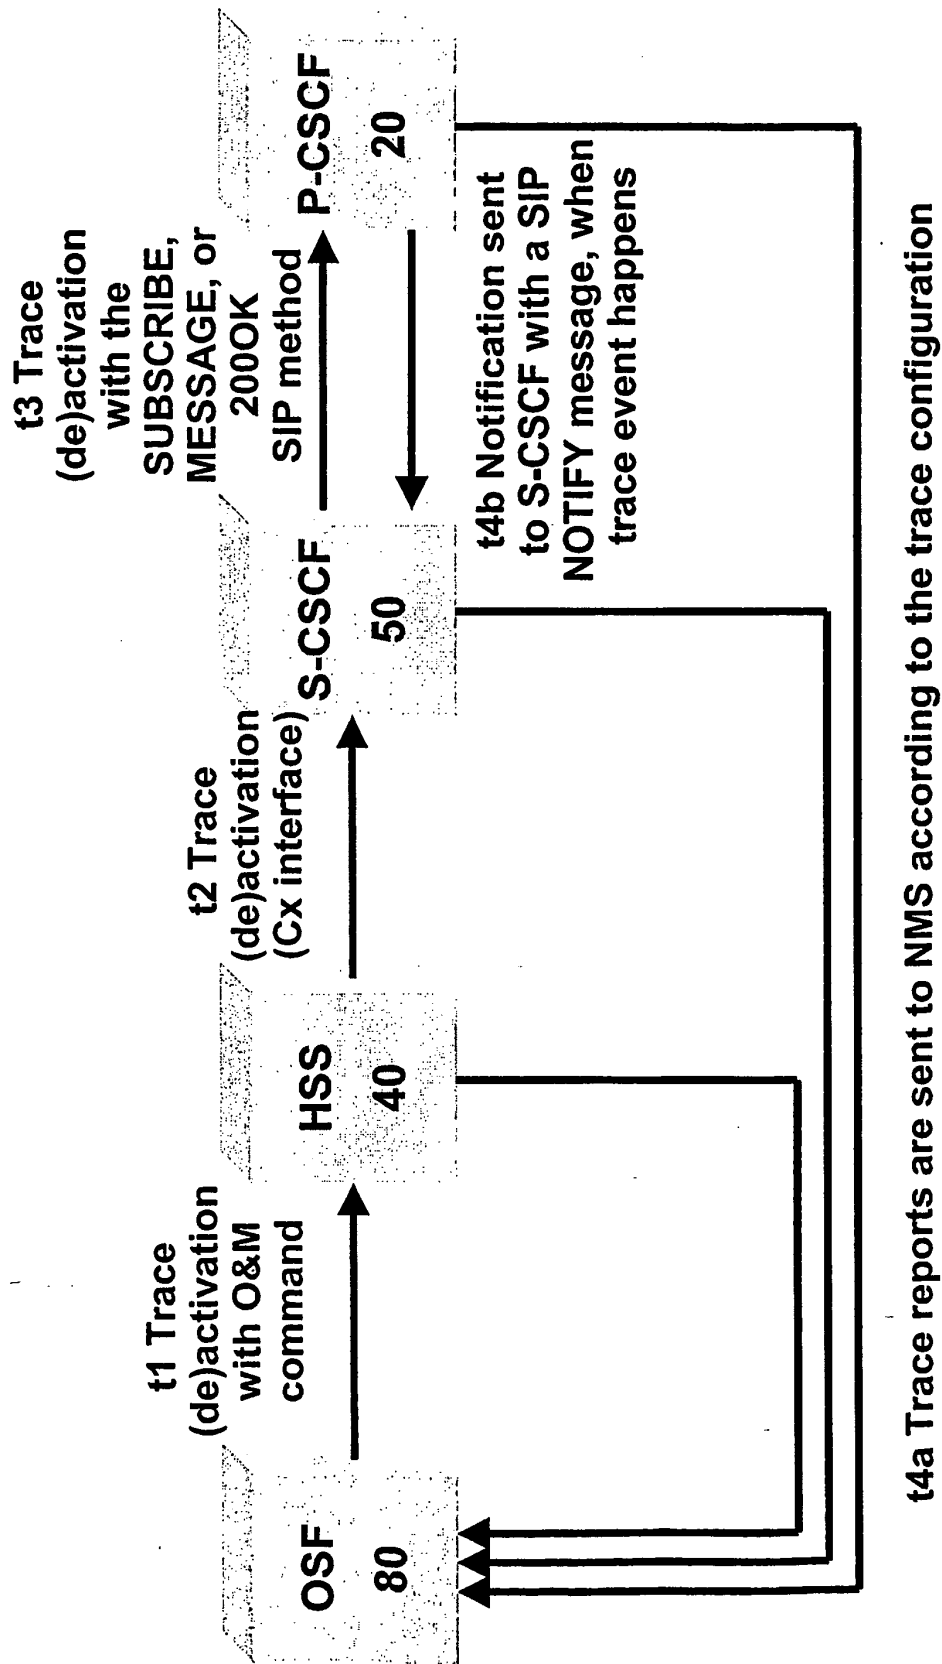 t1 Trace
(de)activation
with O&M
command
t2 Trace
(de)activation
(Cx interface)
t3 Trace
(de)activation
with the
SUBSCRIBE,
MESSAGE, or
200OK
SIP method
OSF
80
HSS
40
S-CSCF
50
P-CSCF
20
t4b Notification sent
to S-CSCF with a SIP
NOTIFY message, when
trace event happens
t4a Trace reports are sent to NMS according to the trace configuration